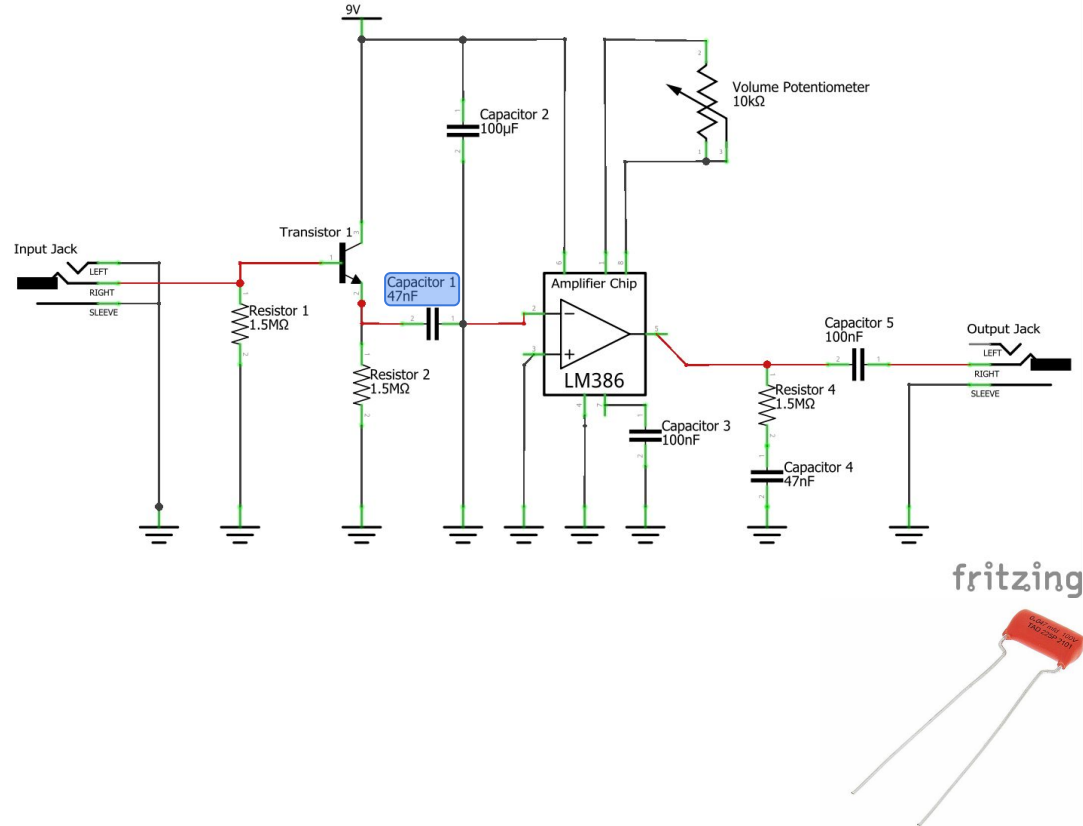 9V
Capacitor 2
100µF
Volume Potentiometer
10kΩ
Transistor 1
Input Jack
LEFT
RIGHT
SLEEVE
Capacitor 1
47nF
Resistor 1
1.5MΩ
Resistor 2
1.5MΩ
Amplifier Chip
LM386
Capacitor 5
100nF
Output Jack
LEFT
RIGHT
SLEEVE
Resistor 4
1.5MΩ
Capacitor 3
100nF
Capacitor 4
47nF
fritzing